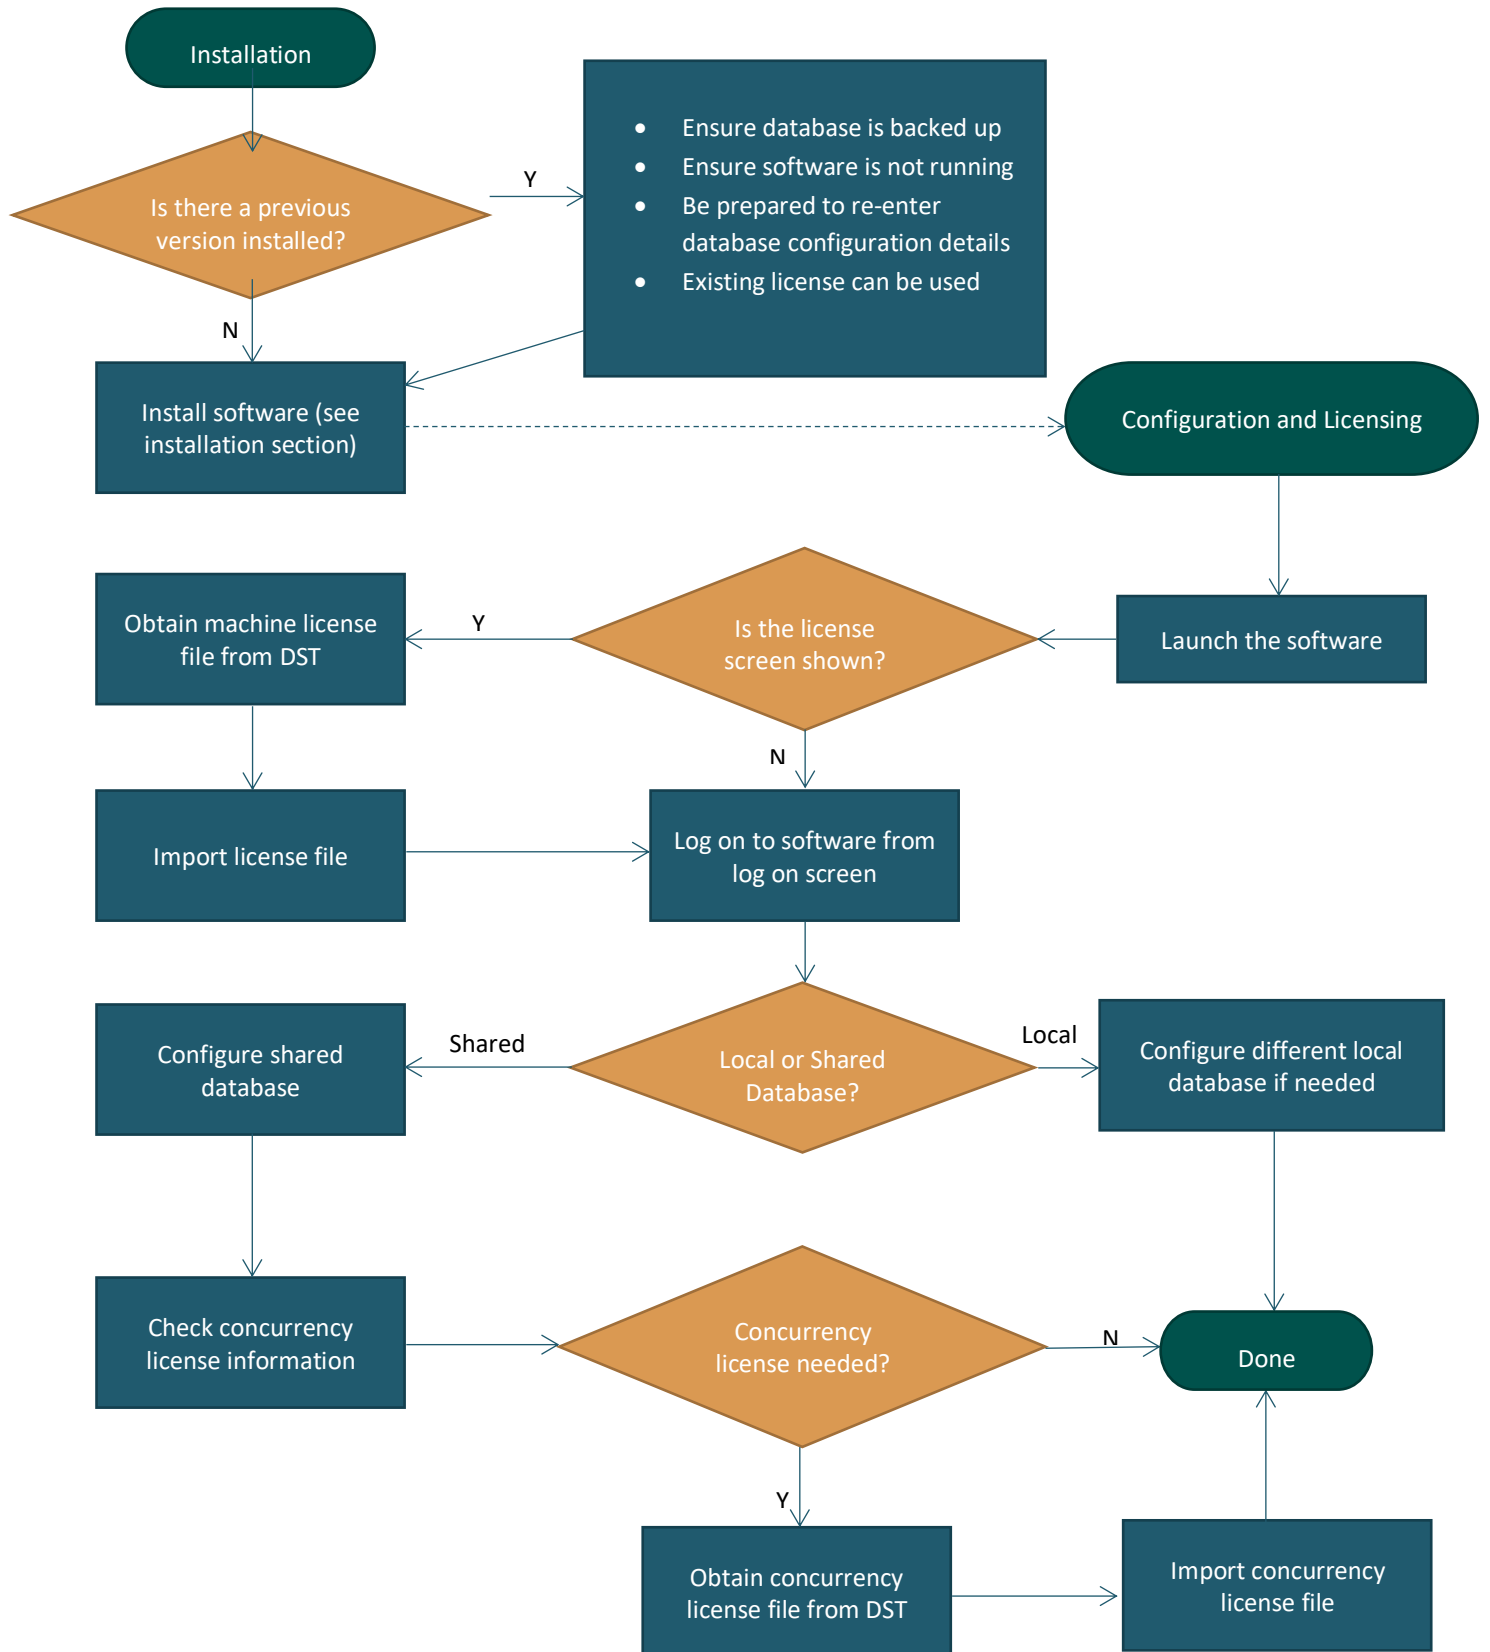 Installation
• Ensure database is backed up
• Ensure software is not running
• Be prepared to re-enter
database configuration details
• Existing license can be used
Y
Is there a previous
version installed?
N
Install software (see
installation section)
Configuration and Licensing
Launch the software
Is the license
screen shown?
Y
Obtain machine license
file from DST
N
Import license file
Log on to software from
log on screen
Local or Shared
Database?
Shared
Configure shared
database
Local
Configure different local
database if needed
Check concurrency
license information
Concurrency
license needed?
N
Done
Y
Obtain concurrency
license file from DST
Import concurrency
license file